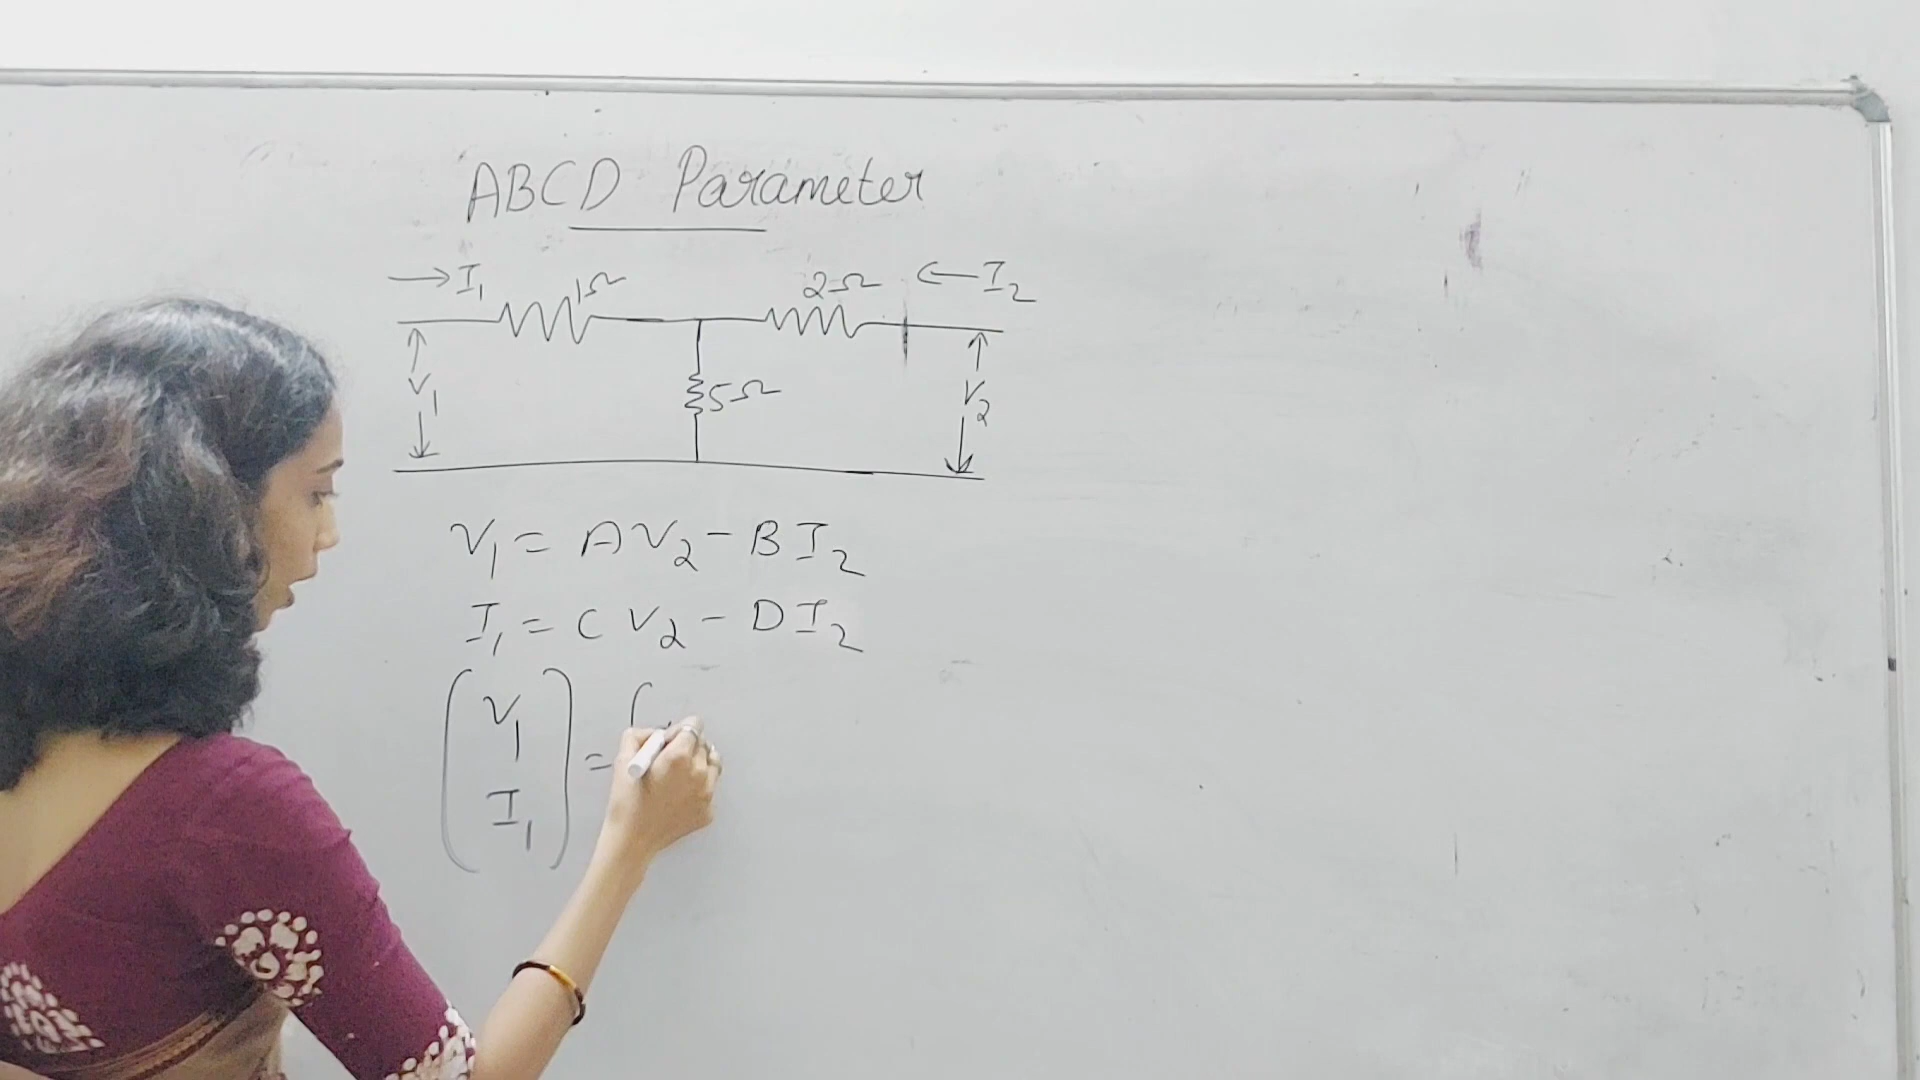 ABCD Parameter
→ I₁ 1Ω 2Ω ← I₂
V₁ 5Ω V₂
V₁ = AV₂ - BI₂
I₁ = CV₂ - DI₂
(V₁
I₁) = (